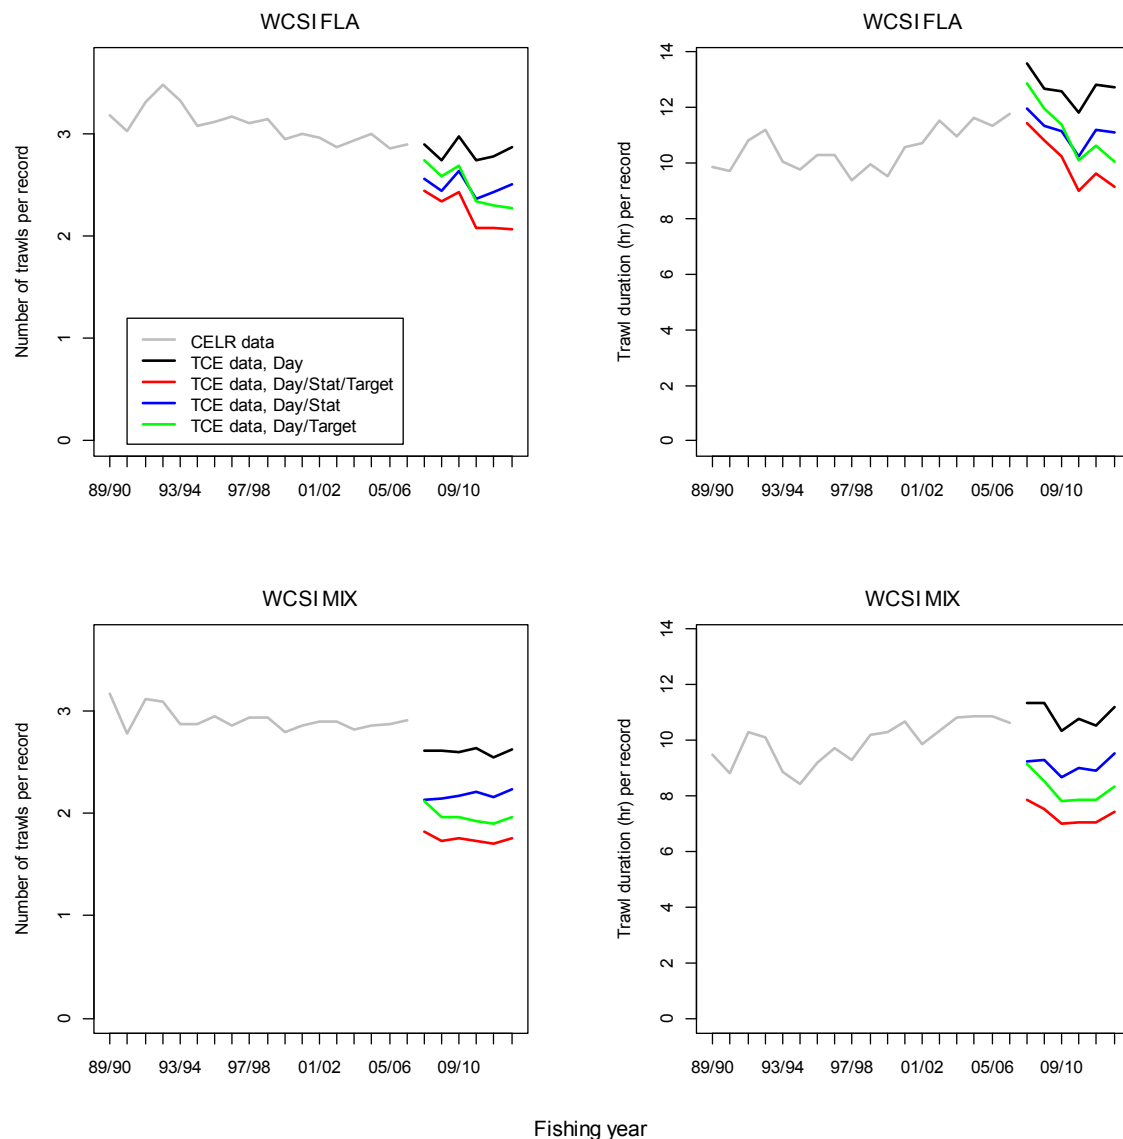 WCSI FLA
Number of trawls per record
3
2
1
0
CELR data
TCE data, Day
TCE data, Day/Stat/Target
TCE data, Day/Stat
TCE data, Day/Target
89/90 93/94 97/98 01/02 05/06 09/10
WCSI FLA
Trawl duration (hr) per record
14
12
10
8
6
4
2
0
89/90 93/94 97/98 01/02 05/06 09/10
WCSI MIX
Number of trawls per record
3
2
1
0
89/90 93/94 97/98 01/02 05/06 09/10
WCSI MIX
Trawl duration (hr) per record
14
12
10
8
6
4
2
0
89/90 93/94 97/98 01/02 05/06 09/10
Fishing year